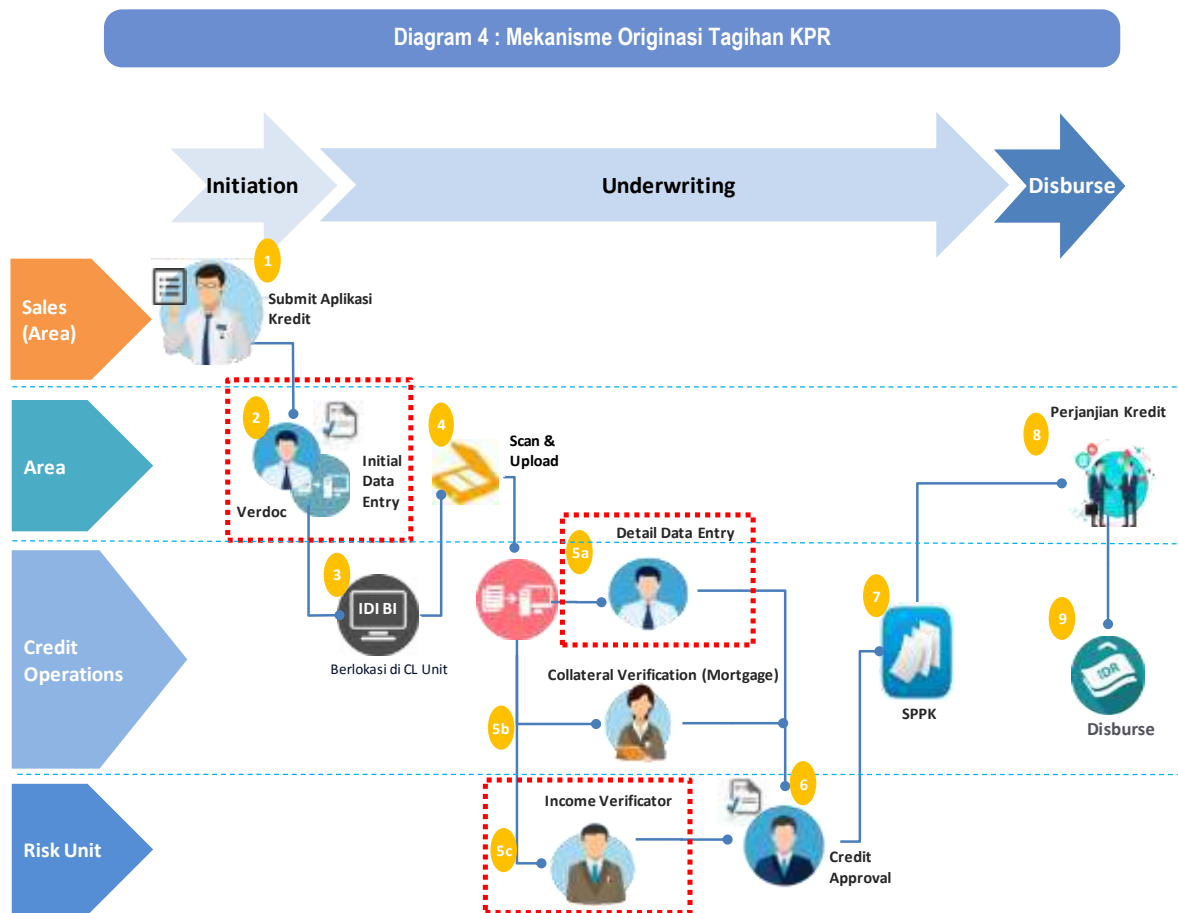 Diagram 4 : Mekanisme Originasi Tagihan KPR
Initiation
Underwriting
Disburse
Sales
(Area)
1
Submit Aplikasi
Kredit
Area
2
Verdoc
Initial
Data
Entry
4
Scan &
Upload
8
Perjanjian Kredit
Credit
Operations
3
IDI BI
Berlokasi di CL Unit
5a
Detail Data Entry
5b
Collateral Verification (Mortgage)
7
SPPK
9
IDR
Disburse
Risk Unit
5c
Income Verificator
6
Credit
Approval